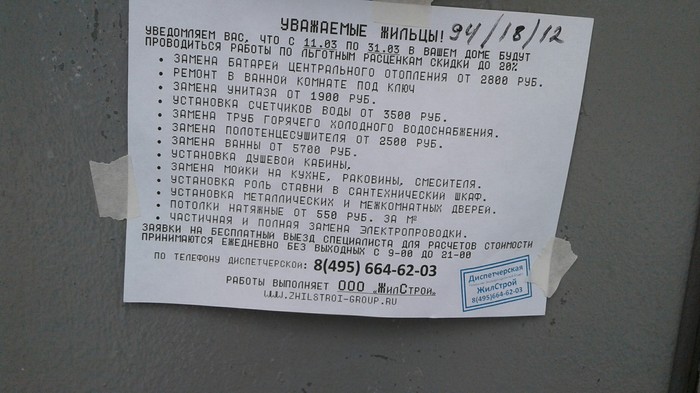 УВАЖАЕМЫЕ ЖИЛЬЦЫ! 94/18/12
УВЕДОМЛЯЕМ ВАС, ЧТО С 11.03 ПО 31.03 В ВАШЕМ ДОМЕ БУДУТ
ПРОВОДИТЬСЯ РАБОТЫ ПО ЛЬГОТНЫМ РАСЦЕНКАМ СКИДКИ ДО 20%
• ЗАМЕНА БАТАРЕЙ ЦЕНТРАЛЬНОГО ОТОПЛЕНИЯ ОТ 2800 РУБ.
• РЕМОНТ В ВАННОЙ КОМНАТЕ ПОД КЛЮЧ
• ЗАМЕНА УНИТАЗА ОТ 1900 РУБ.
• УСТАНОВКА СЧЕТЧИКОВ ВОДЫ ОТ 3500 РУБ.
• ЗАМЕНА ТРУБ ГОРЯЧЕГО ХОЛОДНОГО ВОДОСНАБЖЕНИЯ.
• ЗАМЕНА ПОЛОТЕНЦЕСУШИТЕЛЯ ОТ 2500 РУБ.
• ЗАМЕНА ВАННЫ ОТ 5700 РУБ.
• УСТАНОВКА ДУШЕВОЙ КАБИНЫ,
• ЗАМЕНА МОЙКИ НА КУХНЕ, РАКОВИНЫ, СМЕСИТЕЛЯ.
• УСТАНОВКА РОЛЬ СТАВНИ В САНТЕХНИЧЕСКИЙ ШКАФ.
• УСТАНОВКА МЕТАЛЛИЧЕСКИХ И МЕЖКОМНАТНЫХ ДВЕРЕЙ.
• ПОТОЛКИ НАТЯЖНЫЕ ОТ 550 РУБ. ЗА М²
• ЧАСТИЧНАЯ И ПОЛНАЯ ЗАМЕНА ЭЛЕКТРОПРОВОДКИ.
ЗАЯВКИ НА БЕСПЛАТНЫЙ ВЫЕЗД СПЕЦИАЛИСТА ДЛЯ РАСЧЕТОВ СТОИМОСТИ
ПРИНИМАЮТСЯ ЕЖЕДНЕВНО БЕЗ ВЫХОДНЫХ С 9-00 ДО 21-00
ПО ТЕЛЕФОНУ ДИСПЕТЧЕРСКОЙ: 8(495) 664-62-03
РАБОТЫ ВЫПОЛНЯЕТ ООО „ЖИЛСТРОЙ"
WWW.ZHILSTROI-GROUP.RU
Диспетчерская
ЖилСтрой
8(495)664-62-03